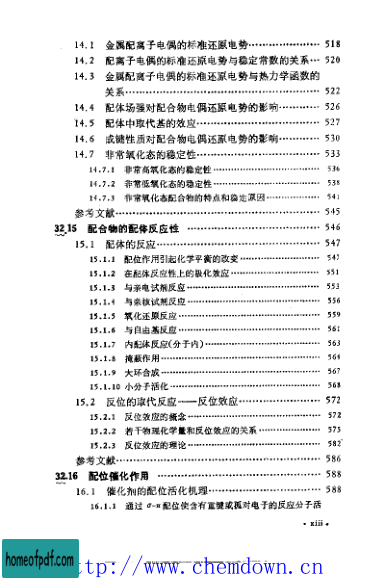 14.1 金属配离子电偶的标准还原电势 …… 518
14.2 配离子电偶的标准还原电势与稳定常数的关系 … 520
14.3 金属配离子电偶的标准还原电势与热力学函数的
关系 …… 522
14.4 配体场强对配合物电偶还原电势的影响 …… 526
14.5 配体中取代基的效应 …… 527
14.6 成键性质对配合物电偶还原电势的影响 …… 530
14.7 非常氧化态的稳定性 …… 533
14.7.1 非常高氧化态的稳定性 …… 536
14.7.2 非常低氧化态的稳定性 …… 538
14.7.3 非常氧化态配合物的特点和稳定原因 …… 541
参考文献 …… 545
32.15 配合物的配体反应性 …… 546
15.1 配体的反应 …… 547
15.1.1 配位作用引起化学平衡的改变 …… 547
15.1.2 在配体反应性上的极化效应 …… 551
15.1.3 与亲电试剂反应 …… 553
15.1.4 与亲核试剂反应 …… 556
15.1.5 氧化还原反应 …… 559
15.1.6 与自由基反应 …… 561
15.1.7 内配体反应(分子内) …… 563
15.1.8 掩蔽作用 …… 564
15.1.9 大环合成 …… 567
15.1.10 小分子活化 …… 568
15.2 反位的取代反应——反位效应 …… 572
15.2.1 反位效应的概念 …… 572
15.2.2 若干物理化学量和反位效应的关系 …… 575
15.2.3 反位效应的理论 …… 582
参考文献 …… 586
32.16 配位催化作用 …… 588
16.1 催化剂的配位活化机理 …… 588
16.1.1 通过 σ-π 配位使含有重键或孤对电子的反应分子活
· xiii ·
homeofpdf.com
tp://www.chemdown.cn